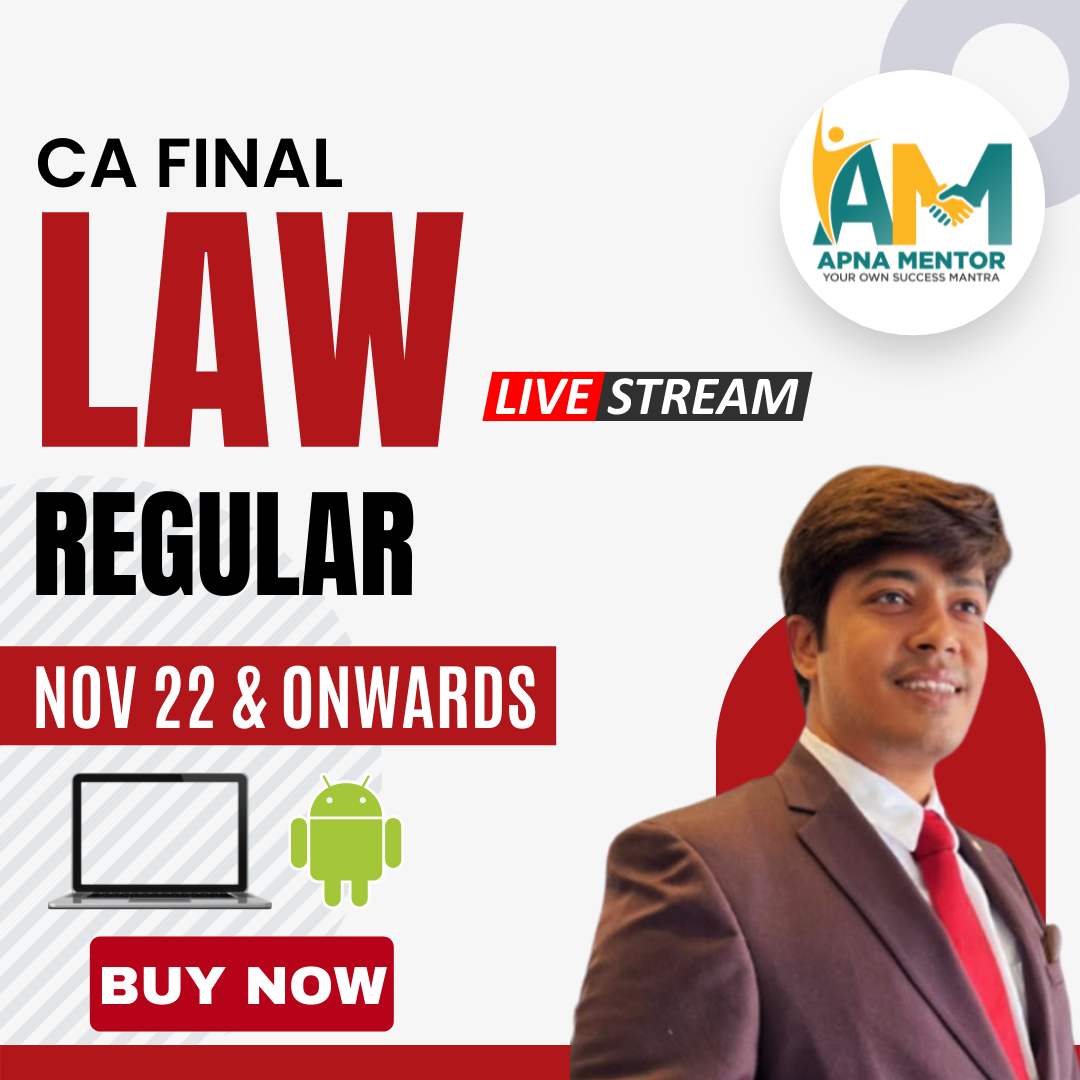 CA FINAL
LAW
LIVE STREAM
REGULAR
NOV 22 & ONWARDS
BUY NOW
AM
APNA MENTOR
YOUR OWN SUCCESS MANTRA